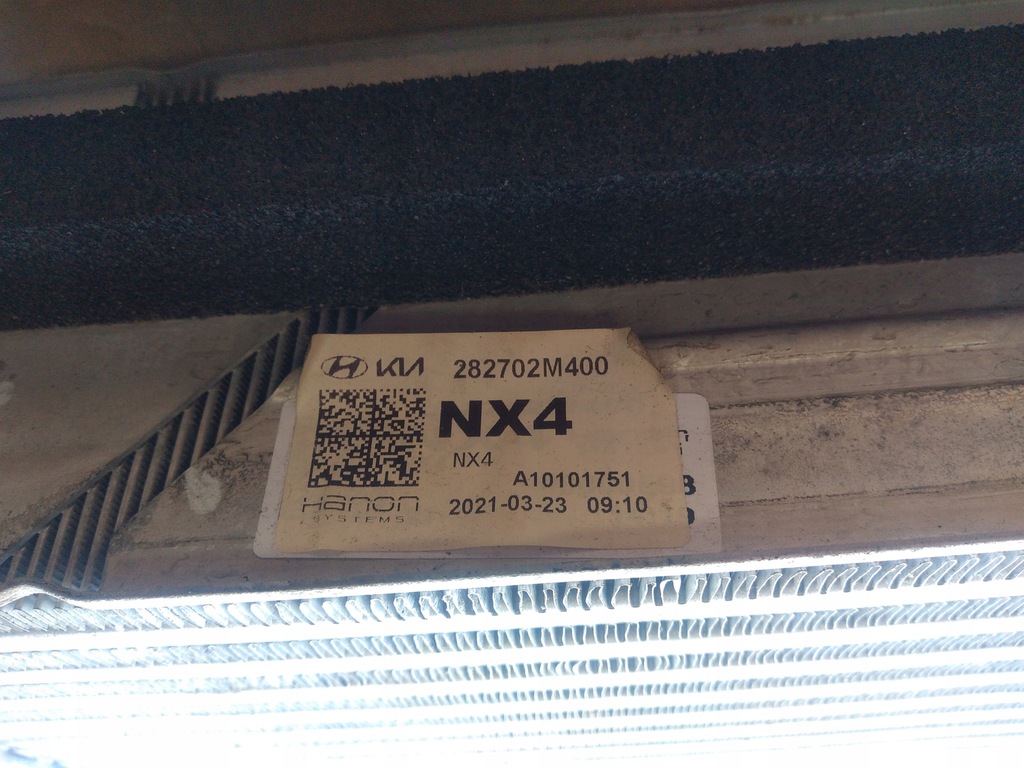 KIA 282702M400
NX4
NX4
A10101751
Hanon
SYSTEMS
2021-03-23 09:10